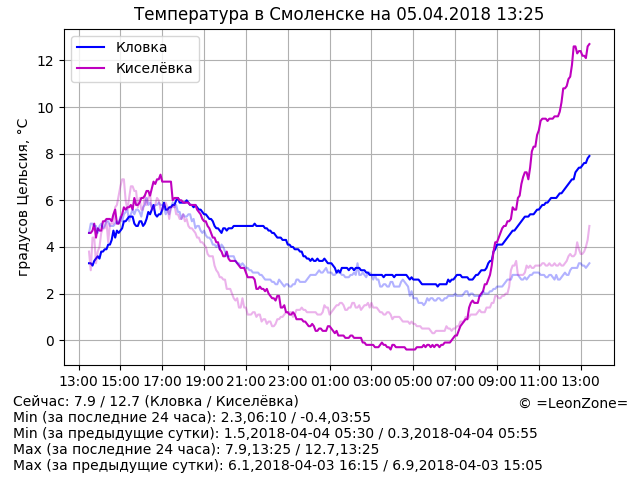 Температура в Смоленске на 05.04.2018 13:25
Кловка
Киселёвка
градусов Цельсия, °C
12
10
8
6
4
2
0
13:00 15:00 17:00 19:00 21:00 23:00 01:00 03:00 05:00 07:00 09:00 11:00 13:00
Сейчас: 7.9 / 12.7 (Кловка / Киселёвка)
© =LeonZone=
Min (за последние 24 часа): 2.3,06:10 / -0.4,03:55
Min (за предыдущие сутки): 1.5,2018-04-04 05:30 / 0.3,2018-04-04 05:55
Max (за последние 24 часа): 7.9,13:25 / 12.7,13:25
Max (за предыдущие сутки): 6.1,2018-04-03 16:15 / 6.9,2018-04-03 15:05